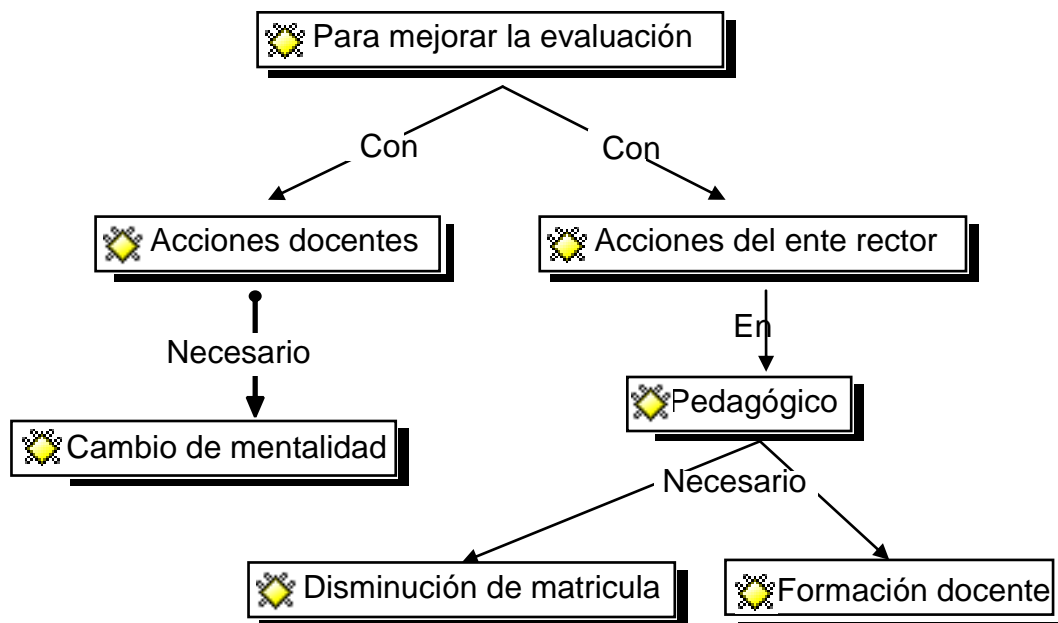 Para mejorar la evaluación
Con
Con
Acciones docentes
Acciones del ente rector
En
Necesario
Pedagógico
Cambio de mentalidad
Necesario
Disminución de matricula
Formación docente